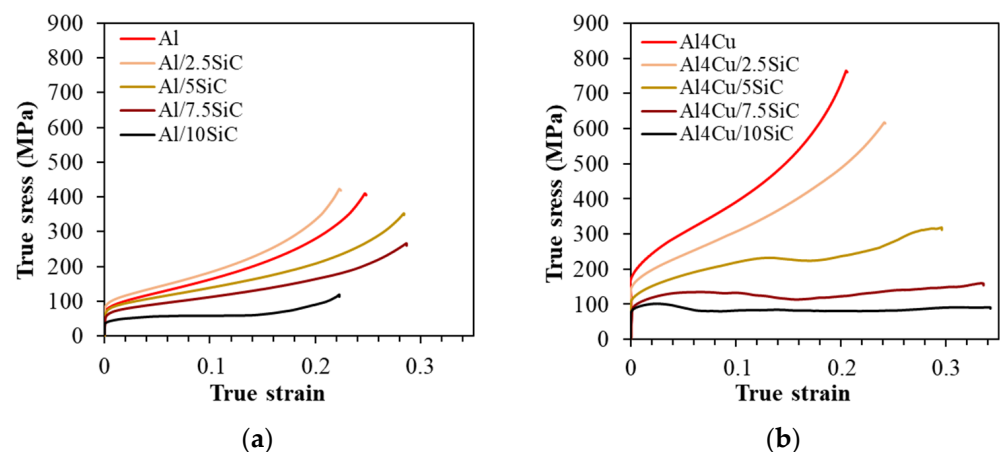 900
800
700
600
500
400
300
200
100
0
True sress (MPa)
Al
Al/2.5SiC
Al/5SiC
Al/7.5SiC
Al/10SiC
0
0.1
0.2
0.3
True strain
(a)
900
800
700
600
500
400
300
200
100
0
True sress (MPa)
Al4Cu
Al4Cu/2.5SiC
Al4Cu/5SiC
Al4Cu/7.5SiC
Al4Cu/10SiC
0
0.1
0.2
0.3
True strain
(b)